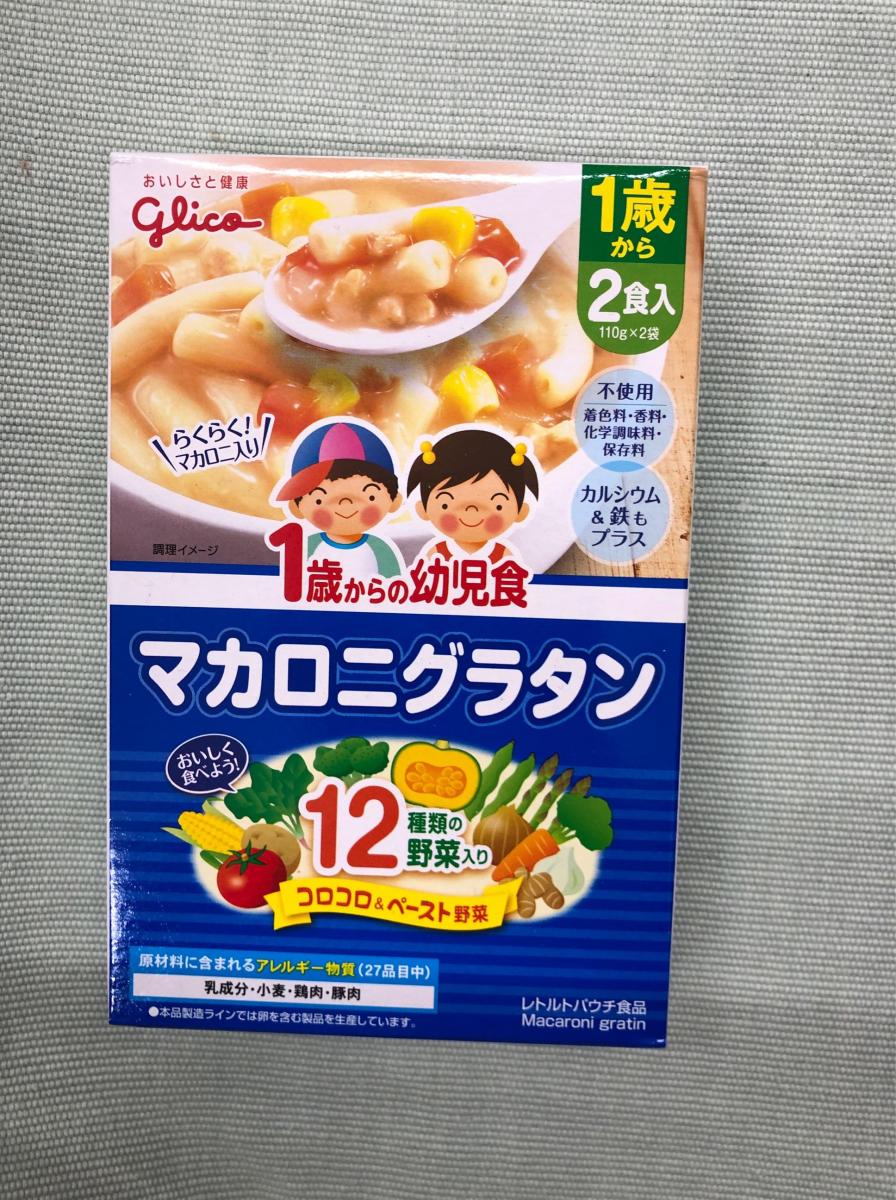 おいしさと健康
glico
1歳
から
2食入
110g×2袋
不使用
着色料・香料・
化学調味料・
保存料
カルシウム
&鉄も
プラス
らくらく!
マカロニ入り
調理イメージ
1歳からの幼児食
マカロニグラタン
おいしく
食べよう!
12種類の
野菜入り
コロコロ&ペースト野菜
原材料に含まれるアレルギー物質(27品目中)
乳成分・小麦・鶏肉・豚肉
●本品製造ラインでは卵を含む製品を生産しています。
レトルトパウチ食品
Macaroni gratin